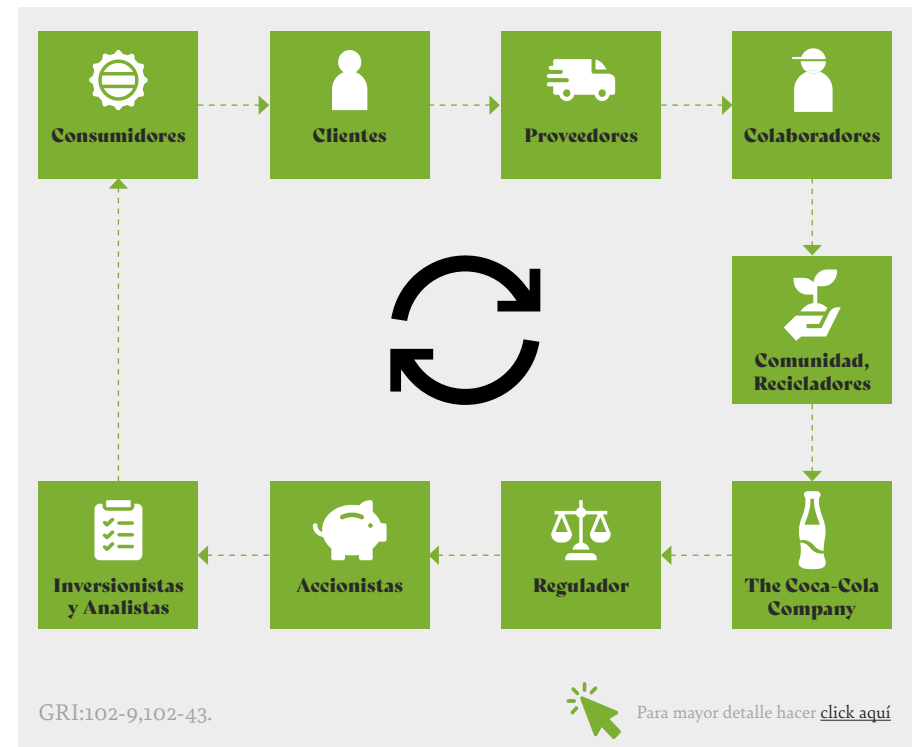 Consumidores
Clientes
Proveedores
Colaboradores
Comunidad,
Recicladores
Inversionistas
y Analistas
Accionistas
Regulador
The Coca-Cola
Company
GRI:102-9,102-43.
Para mayor detalle hacer click aquí